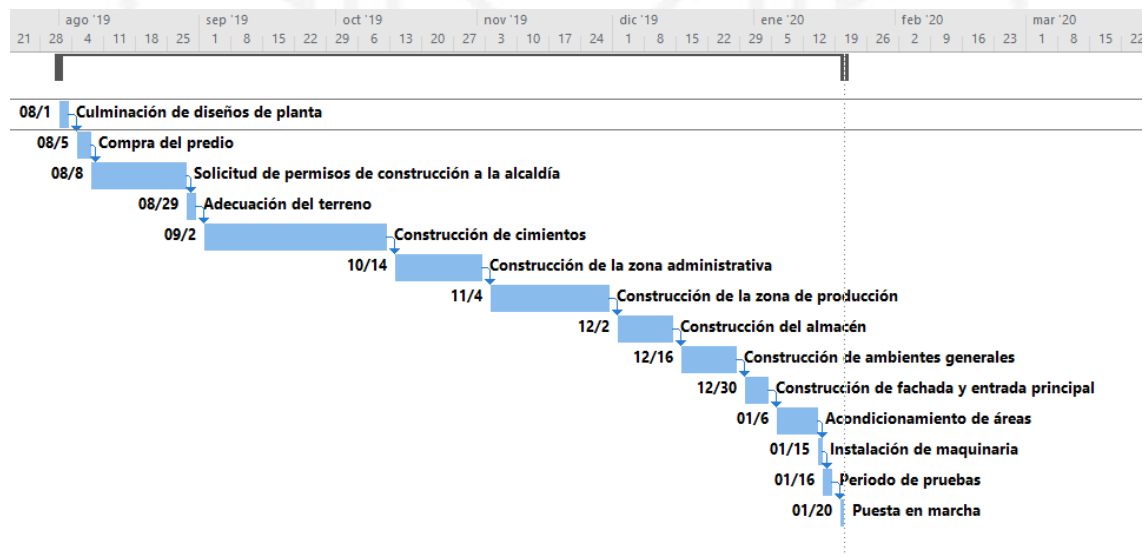 ago '19 sep '19 oct '19 nov '19 dic '19 ene '20 feb '20 mar '20
21 28 4 11 18 25 1 8 15 22 29 6 13 20 27 3 10 17 24 1 8 15 22 29 5 12 19 26 2 9 16 23 1 8 15 22
08/1 Culminación de diseños de planta
08/5 Compra del predio
08/8 Solicitud de permisos de construcción a la alcaldía
08/29 Adecuación del terreno
09/2 Construcción de cimientos
10/14 Construcción de la zona administrativa
11/4 Construcción de la zona de producción
12/2 Construcción del almacén
12/16 Construcción de ambientes generales
12/30 Construcción de fachada y entrada principal
01/6 Acondicionamiento de áreas
01/15 Instalación de maquinaria
01/16 Periodo de pruebas
01/20 Puesta en marcha